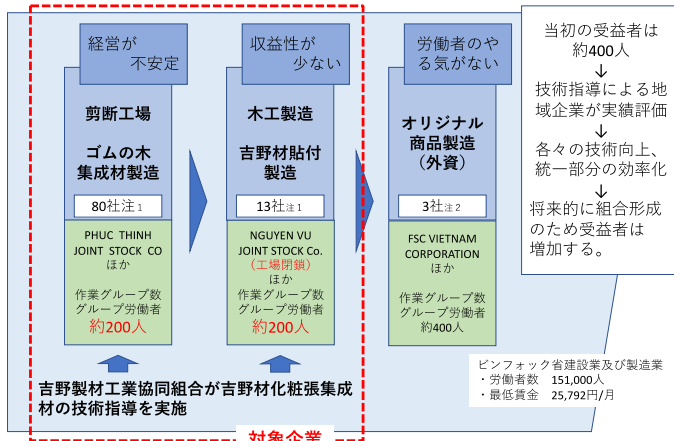 経営が
不安定
剪断工場
ゴムの木
集成材製造
80社注1
PHUC THINH
JOINT STOCK CO
ほか
作業グループ数
グループ労働者
約200人
収益性が
少ない
木工製造
吉野材貼付
製造
13社注1
NGUYEN VU
JOINT STOCK Co.
（工場閉鎖）
ほか
作業グループ数
グループ労働者
約200人
労働者のや
る気がない
オリジナル
商品製造
（外資）
3社注2
FSC VIETNAM
CORPORATION
ほか
作業グループ数
グループ労働者
約400人
当初の受益者は
約400人
↓
技術指導による地
域企業が実績評価
↓
各々の技術向上、
統一部分の効率化
↓
将来的に組合形成
のため受益者は
増加する。
吉野製材工業協同組合が吉野材化粧張集成
材の技術指導を実施
対象企業
ビンフォック省建設業及び製造業
・労働者数　151,000人
・最低賃金　25,792円/月